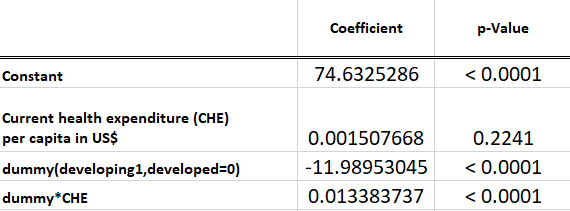 Coefficient p-Value
Constant 74.6325286 < 0.0001
Current health expenditure (CHE)
per capita in US$ 0.001507668 0.2241
dummy(developing1,developed=0) -11.98953045 < 0.0001
dummy*CHE 0.013383737 < 0.0001